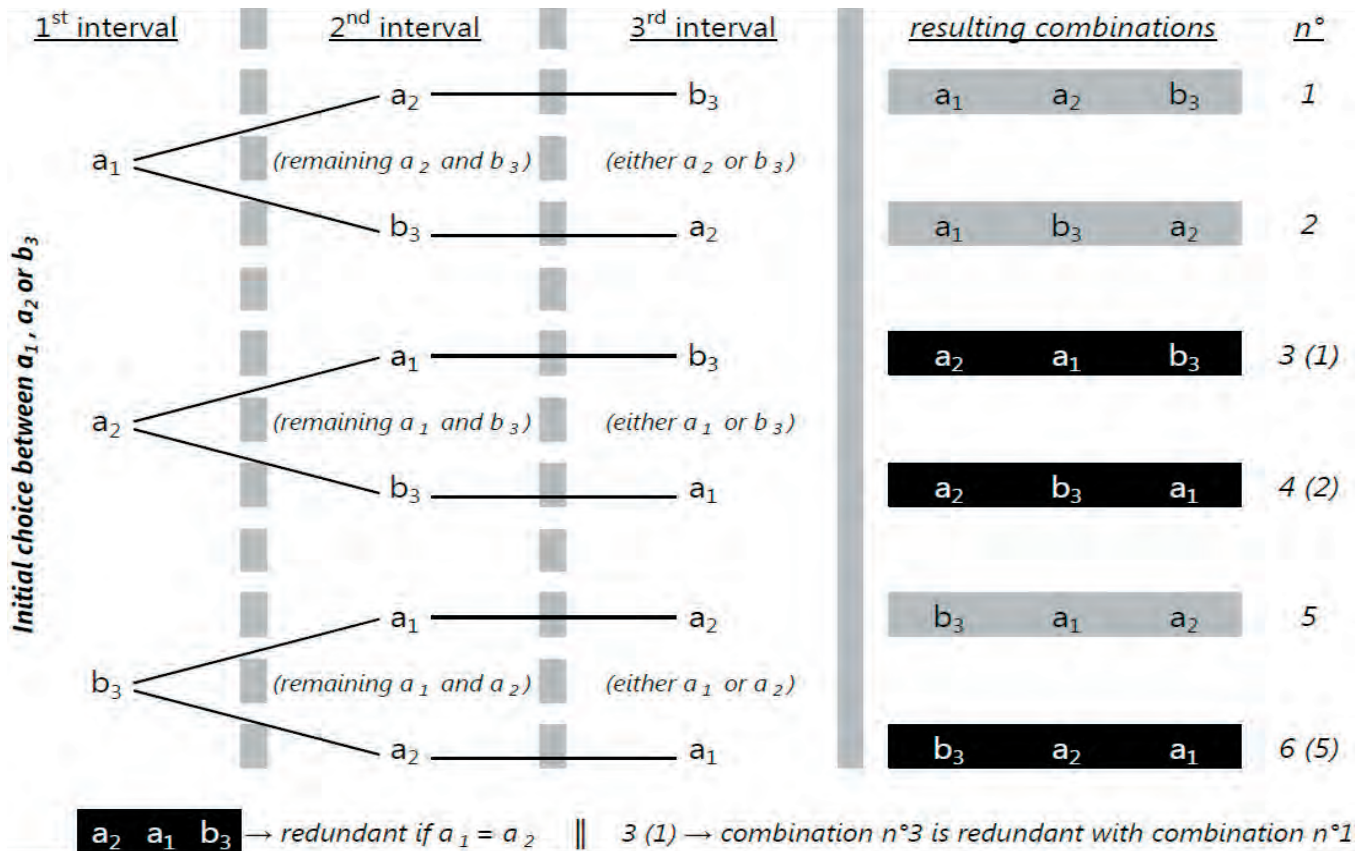 1st interval 2nd interval 3rd interval resulting combinations n°
a2 b3 a1 a2 b3 1
a1 (remaining a2 and b3) (either a2 or b3)
b3 a2 a1 b3 a2 2
Initial choice between a1, a2 or b3
a1 b3 a2 a1 b3 3 (1)
a2 (remaining a1 and b3) (either a1 or b3)
b3 a1 a2 b3 a1 4 (2)
a1 a2 b3 a1 a2 5
b3 (remaining a1 and a2) (either a1 or a2)
a2 a1 b3 a2 a1 6 (5)
a2 a1 b3 → redundant if a1 = a2 || 3 (1) → combination n°3 is redundant with combination n°1